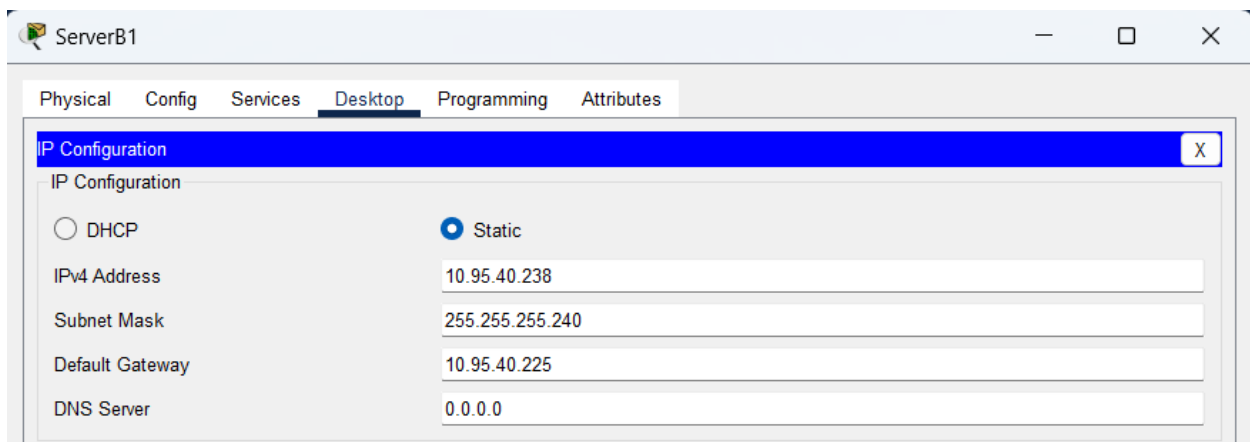 ServerB1
Physical Config Services Desktop Programming Attributes
IP Configuration X
IP Configuration
DHCP Static
IPv4 Address 10.95.40.238
Subnet Mask 255.255.255.240
Default Gateway 10.95.40.225
DNS Server 0.0.0.0